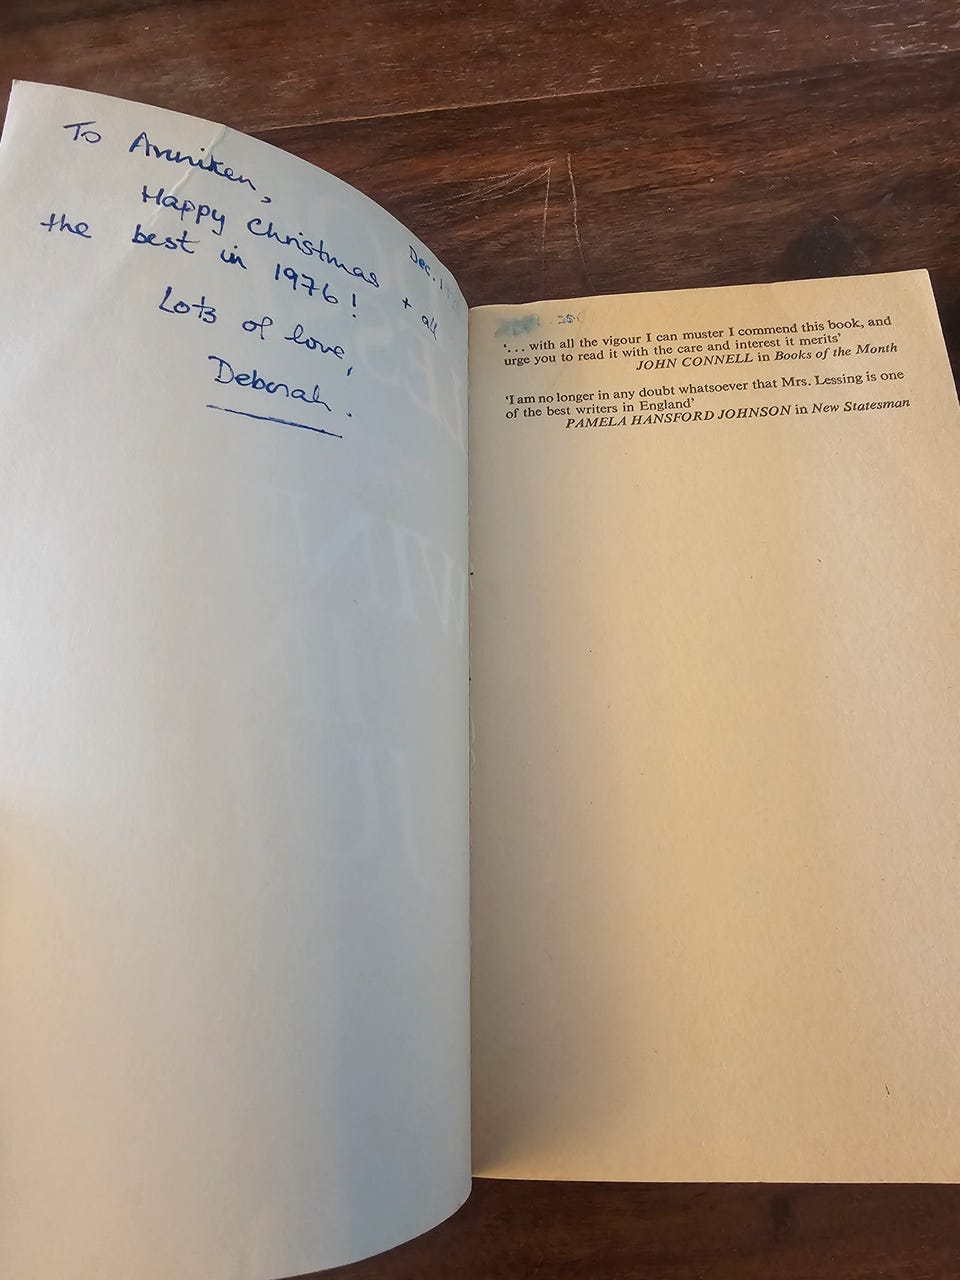 To Anniken,
Dec. 1
Happy Christmas + all
the best in 1976!
Lots of love,
Deborah.
'... with all the vigour I can muster I commend this book, and
urge you to read it with the care and interest it merits'
JOHN CONNELL in Books of the Month
'I am no longer in any doubt whatsoever that Mrs. Lessing is one
of the best writers in England'
PAMELA HANSFORD JOHNSON in New Statesman